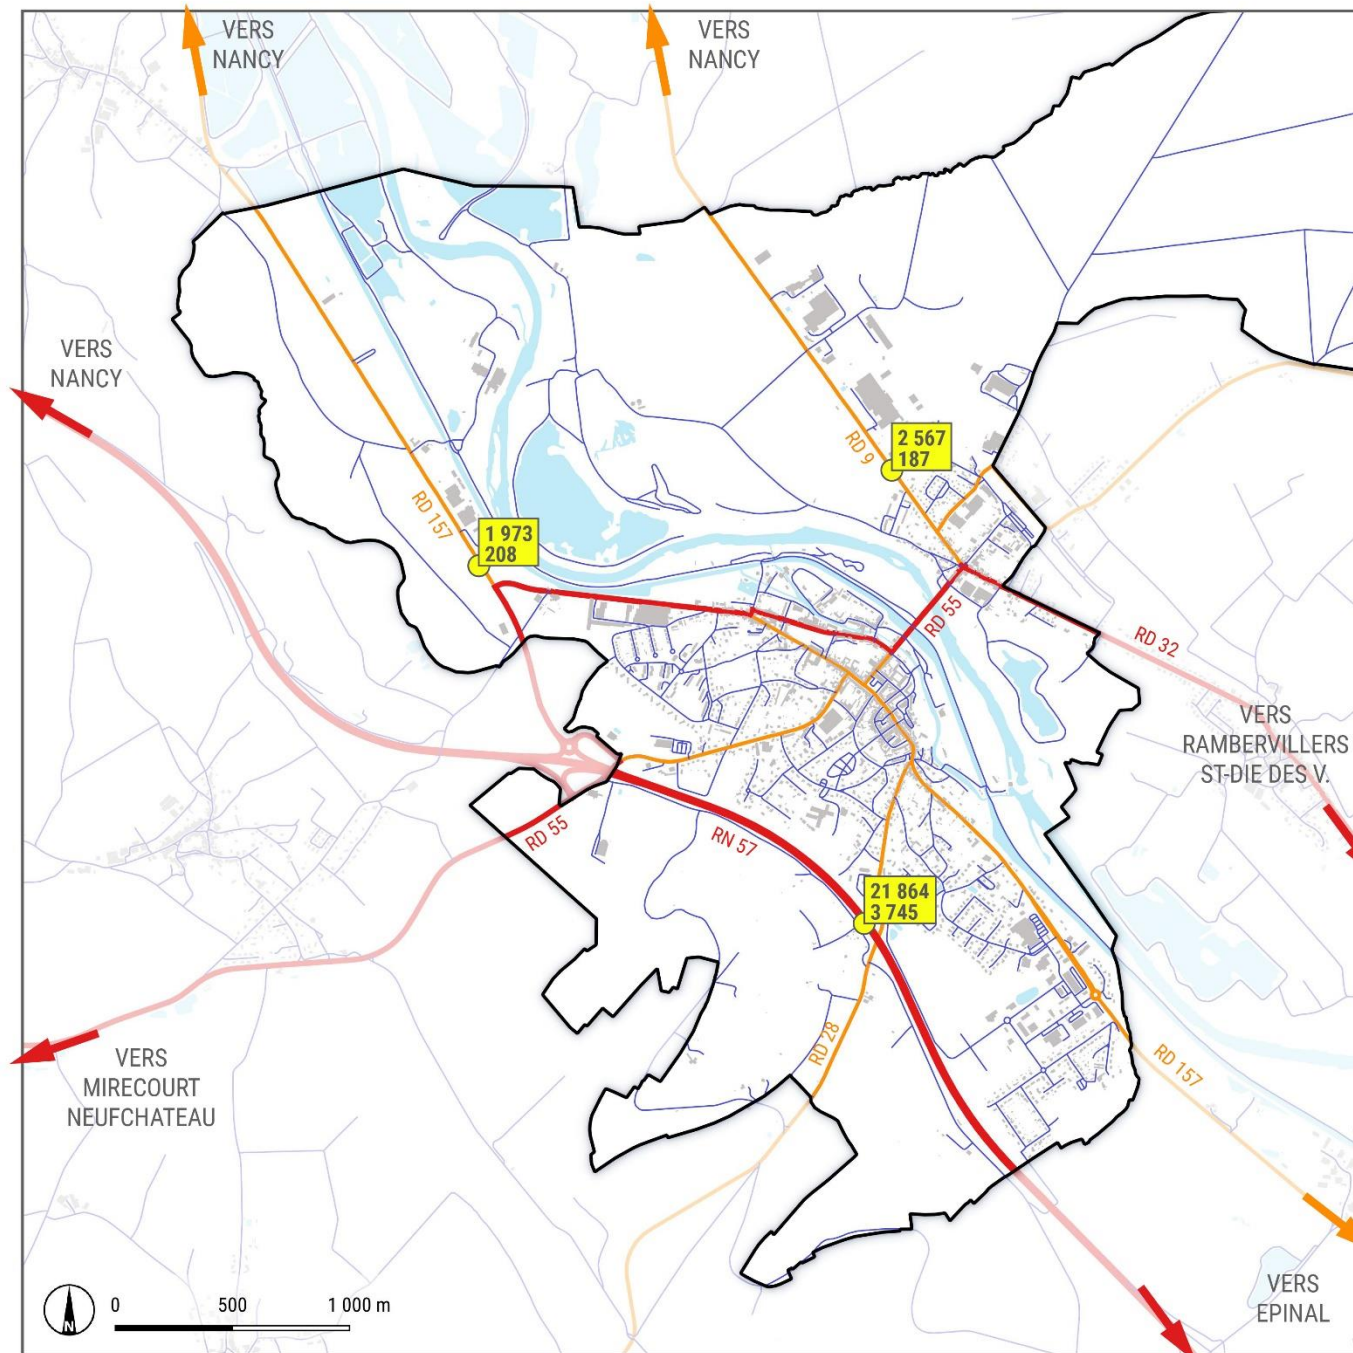 VERS
NANCY
VERS
NANCY
VERS
NANCY
RD 9
2 567
187
RD 157
1 973
208
RD 55
RD 32
VERS
RAMBERVILLERS
ST-DIE DES V.
RD 55
RN 57
21 864
3 745
RD 28
RD 157
VERS
MIRECOURT
NEUFCHATEAU
VERS
EPINAL
N
0
500
1 000 m